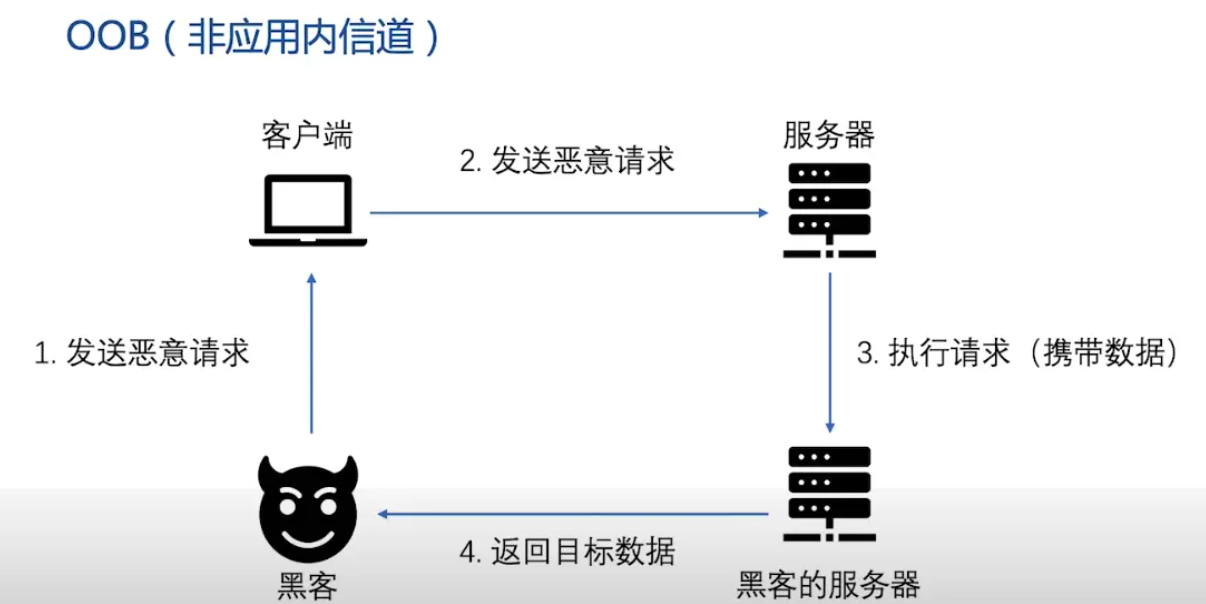 OOB（非应用内信道）
客户端
服务器
2. 发送恶意请求
1. 发送恶意请求
3. 执行请求（携带数据）
4. 返回目标数据
黑客
黑客的服务器